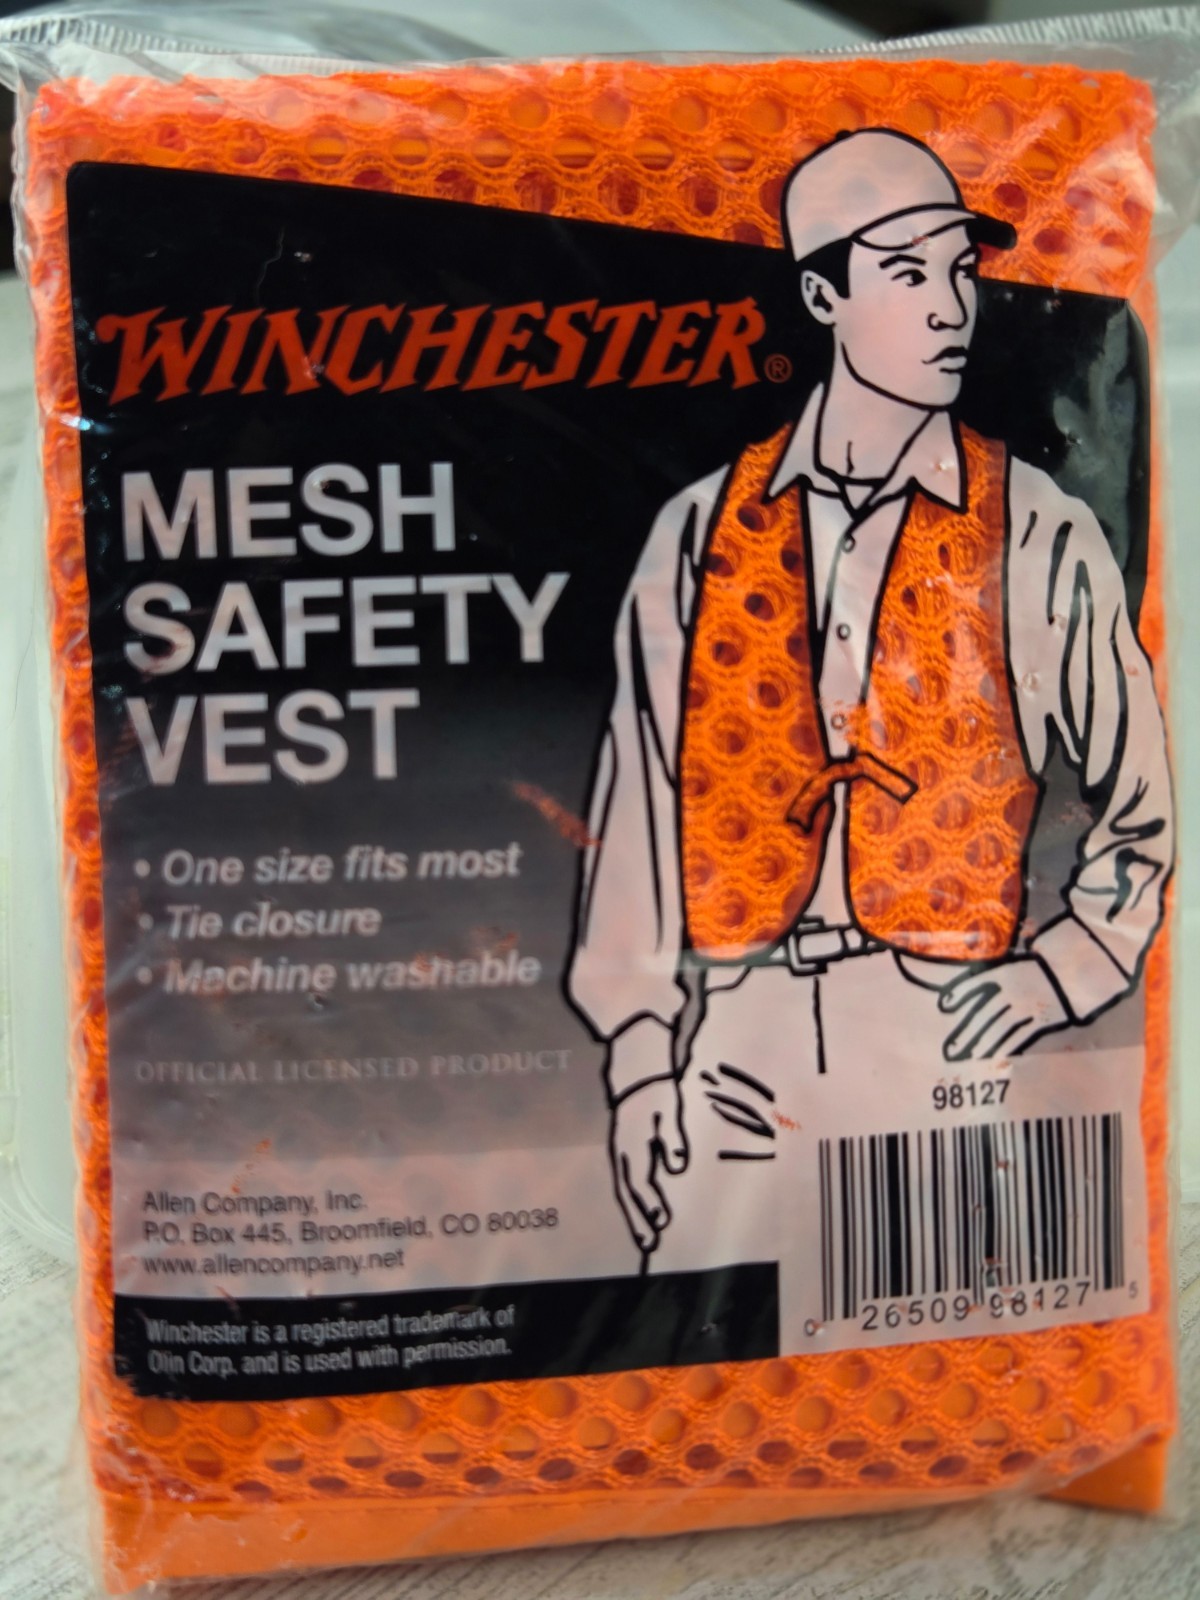 WINCHESTER®
MESH
SAFETY
VEST
• One size fits most
• Tie closure
• Machine washable
OFFICIAL LICENSED PRODUCT
98127
Allen Company, Inc.
P.O. Box 445, Broomfield, CO 80038
www.allencompany.net
0 26509 98127 5
Winchester is a registered trademark of
Olin Corp. and is used with permission.